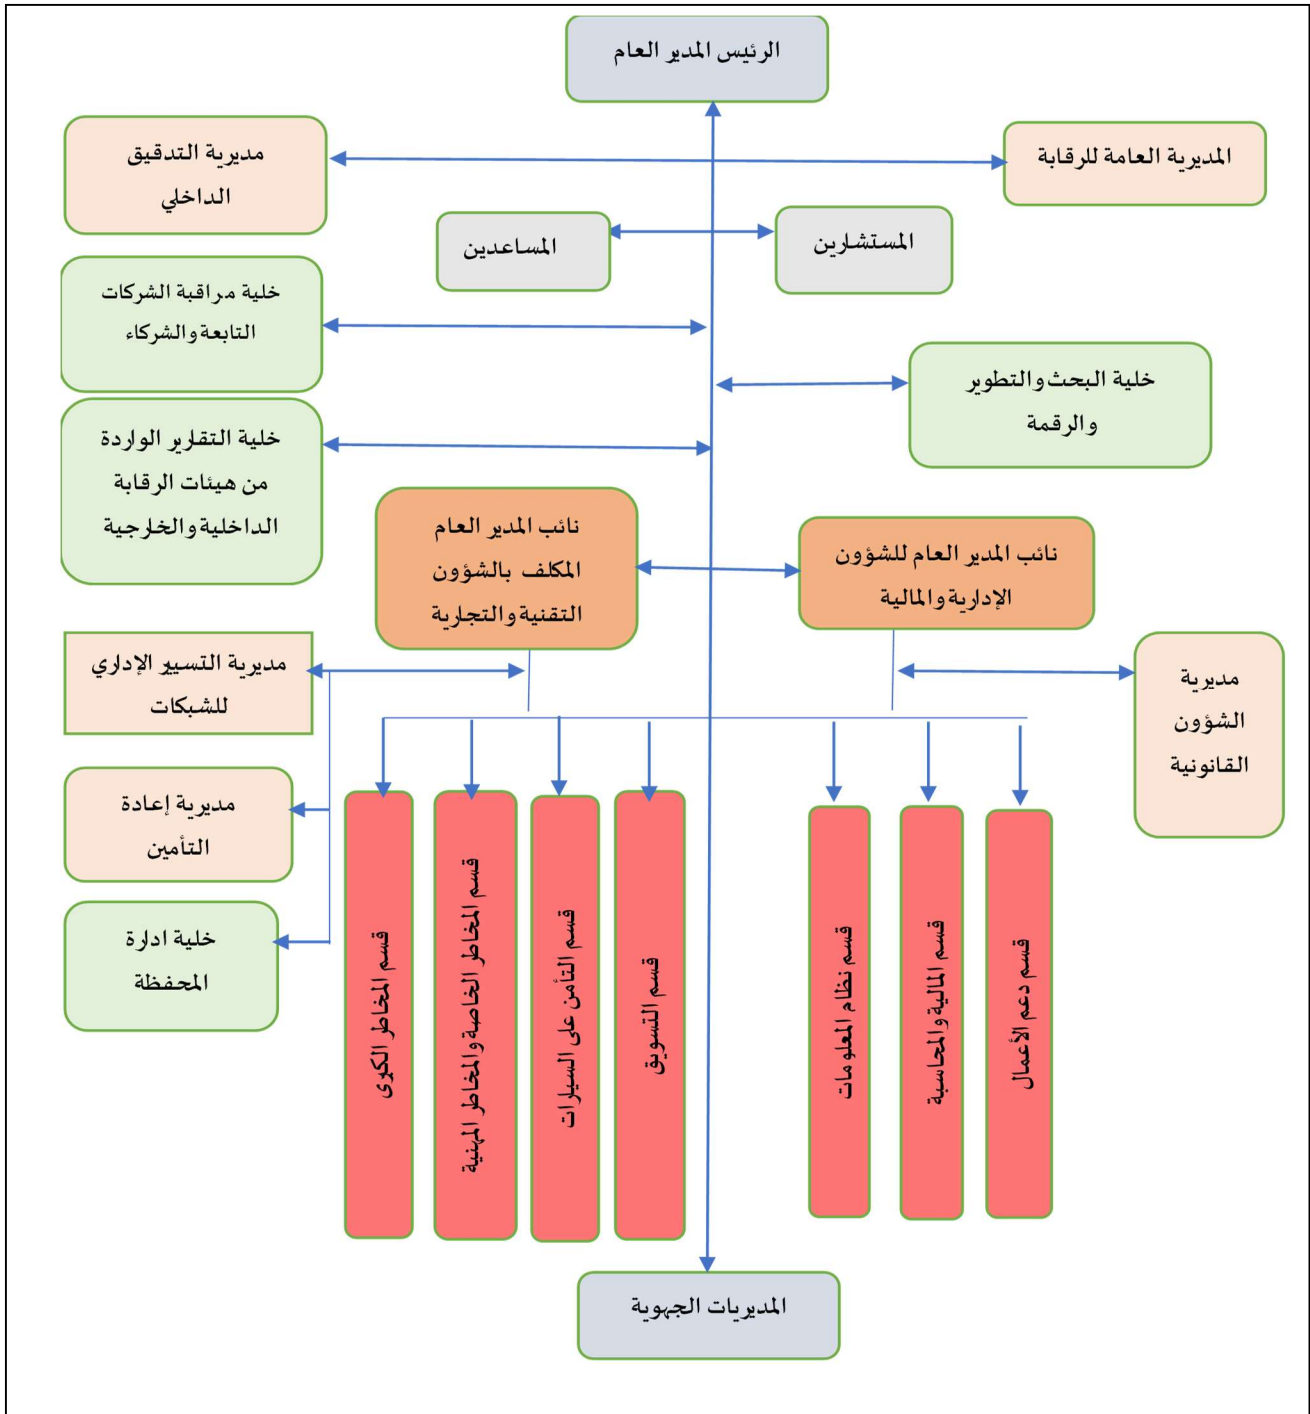 الرئيس المدير العام
المديرية العامة للرقابة
مديرية التدقيق
الداخلي
المستشارين
المساعدين
خلية مراقبة الشركات
التابعة والشركاء
خلية البحث والتطوير
والرقمة
خلية التقارير الواردة
من هيئات الرقابة
الداخلية والخارجية
نائب المدير العام للشؤون
الإدارية والمالية
نائب المدير العام
المكلف بالشؤون
التقنية والتجارية
مديرية
الشؤون
القانونية
مديرية التسيير الإداري
للشبكات
مديرية إعادة
التأمين
خلية ادارة
المحفظة
قسم دعم الأعمال
قسم المالية والمحاسبة
قسم نظام المعلومات
قسم التسويق
قسم التأمن على السيارات
قسم المخاطر الخاصة والمخاطر المهنية
قسم المخاطر الكبرى
المديريات الجهوية